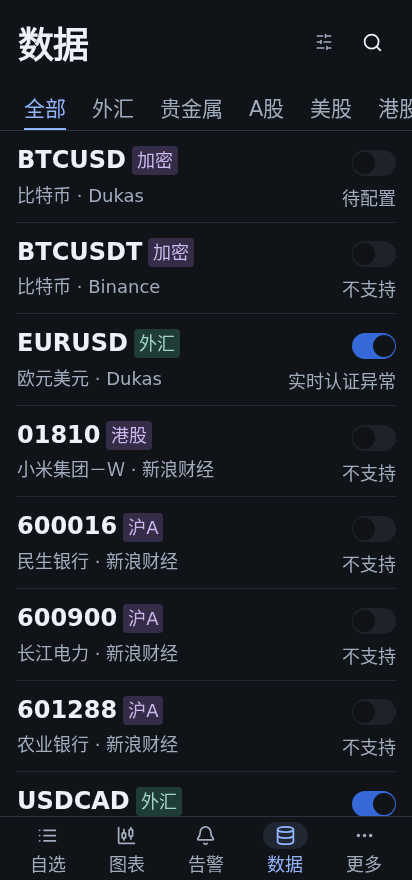 数据
全部 外汇 贵金属 A股 美股 港股
BTCUSD 加密
比特币 · Dukas 待配置
BTCUSDT 加密
比特币 · Binance 不支持
EURUSD 外汇
欧元美元 · Dukas 实时认证异常
01810 港股
小米集团－W · 新浪财经 不支持
600016 沪A
民生银行 · 新浪财经 不支持
600900 沪A
长江电力 · 新浪财经 不支持
601288 沪A
农业银行 · 新浪财经 不支持
USDCAD 外汇
自选 图表 告警 数据 更多